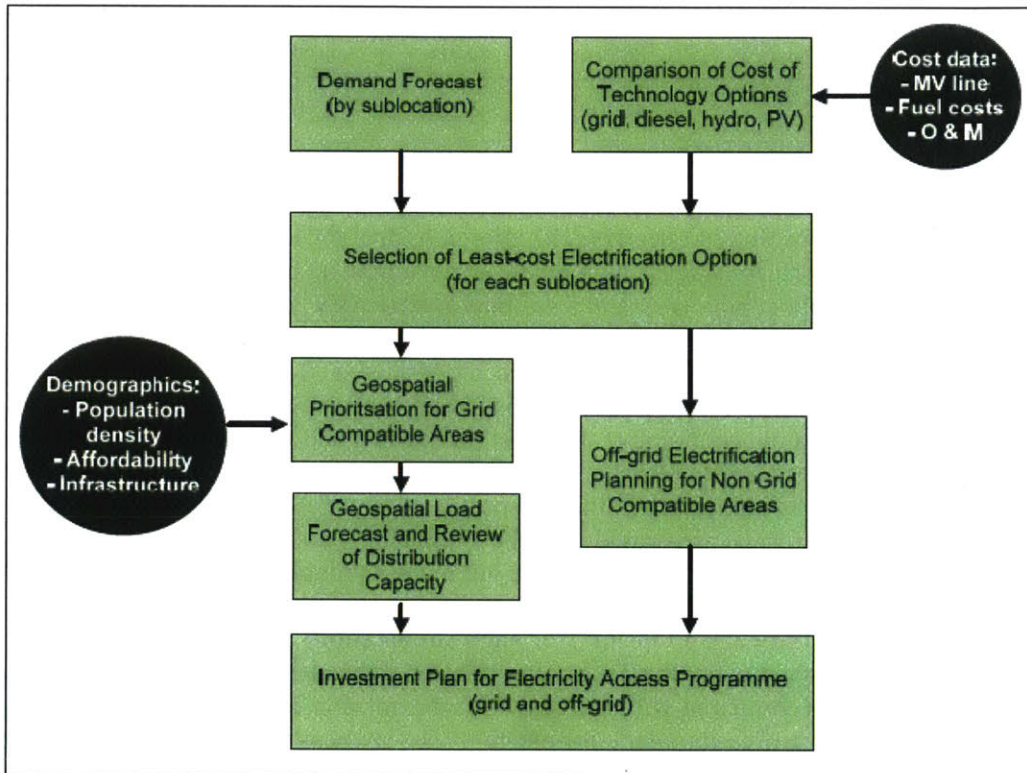 Demand Forecast
(by sublocation)
Comparison of Cost of
Technology Options
(grid, diesel, hydro, PV)
Cost data:
- MV line
- Fuel costs
- O & M
Selection of Least-cost Electrification Option
(for each sublocation)
Demographics:
- Population
density
- Affordability
- Infrastructure
Geospatial
Prioritsation for Grid
Compatible Areas
Off-grid Electrification
Planning for Non Grid
Compatible Areas
Geospatial Load
Forecast and Review
of Distribution
Capacity
Investment Plan for Electricity Access Programme
(grid and off-grid)